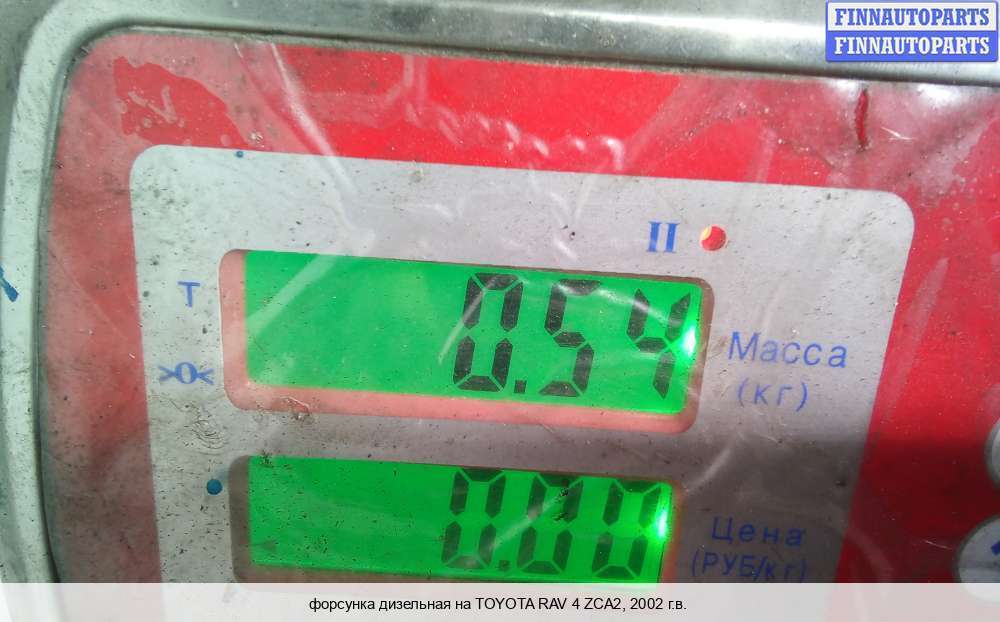 FINNAUTOPARTS
FINNAUTOPARTS
II
T
0.54
Масса
(кг)
>0<
0.00
Цена
(РУБ/кг)
форсунка дизельная на TOYOTA RAV 4 ZCA2, 2002 г.в.